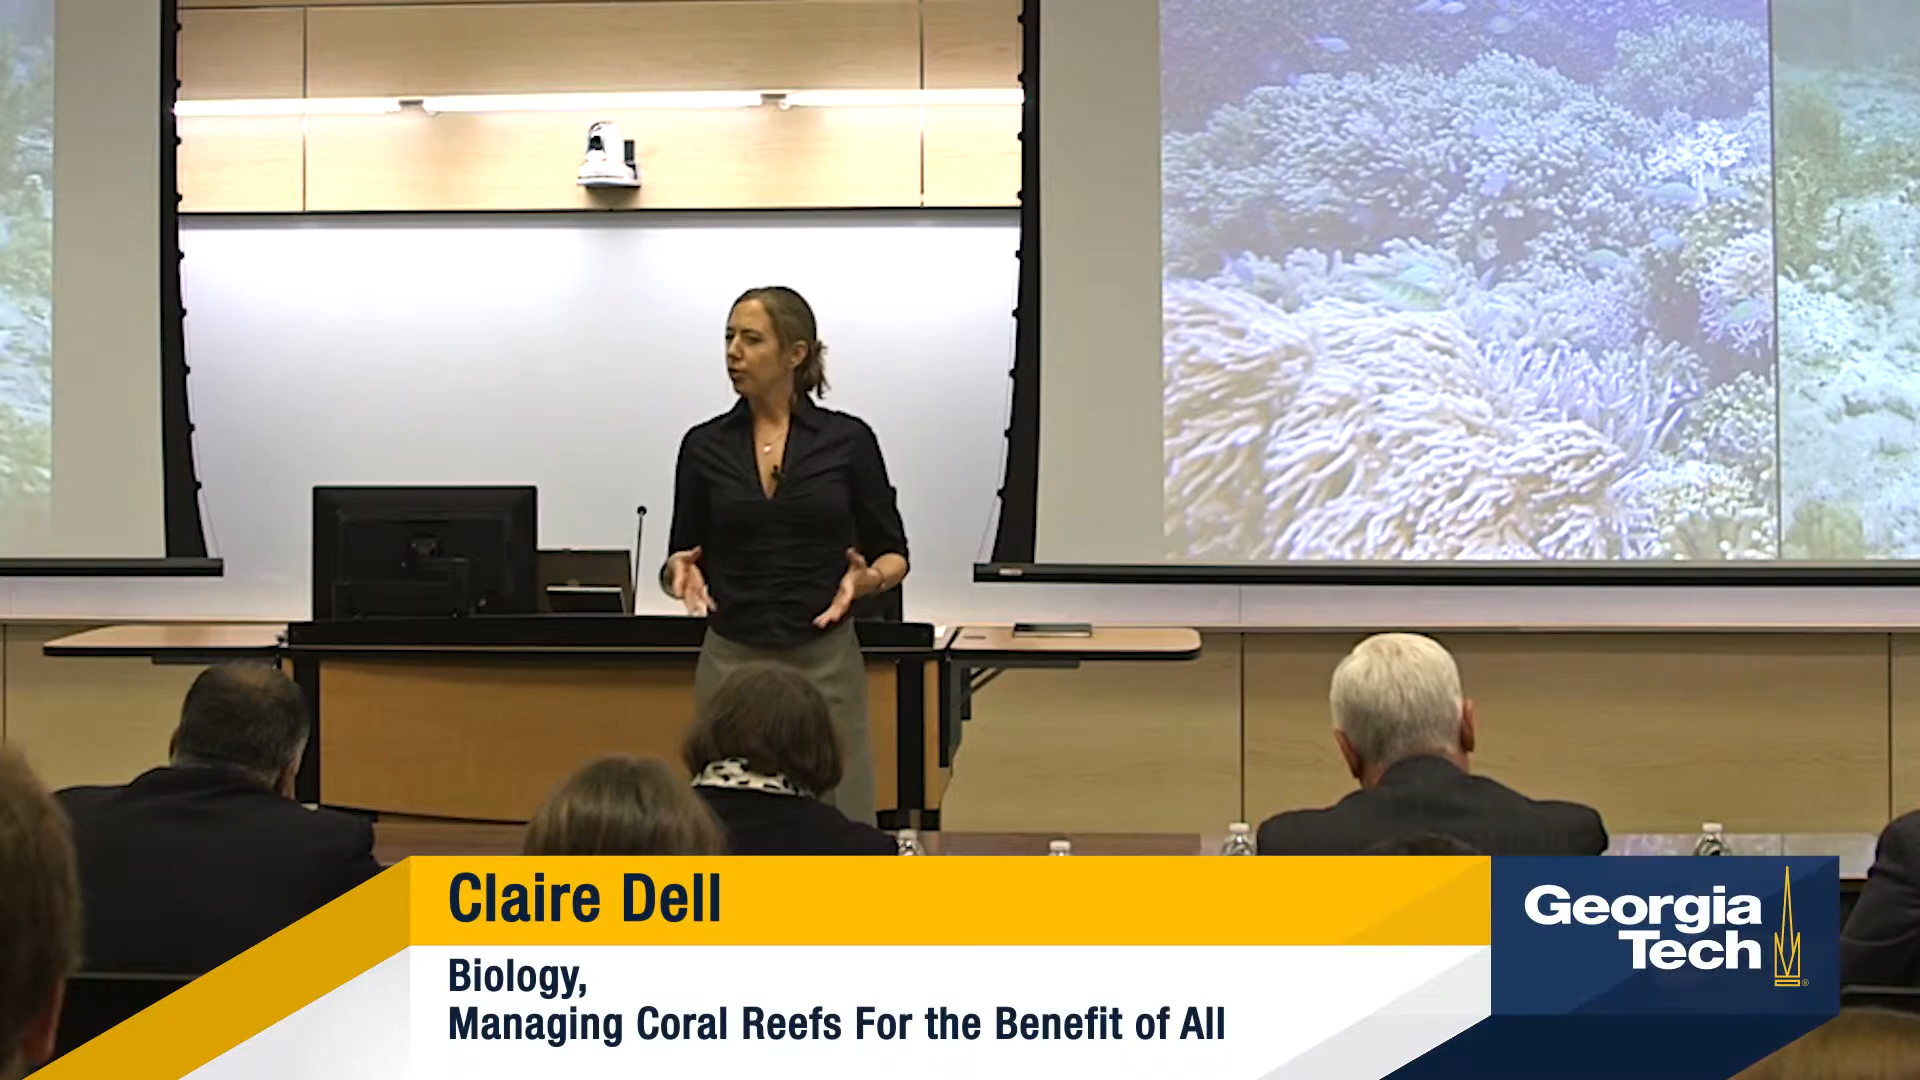 Claire Dell
Biology,
Managing Coral Reefs For the Benefit of All
Georgia
Tech
®